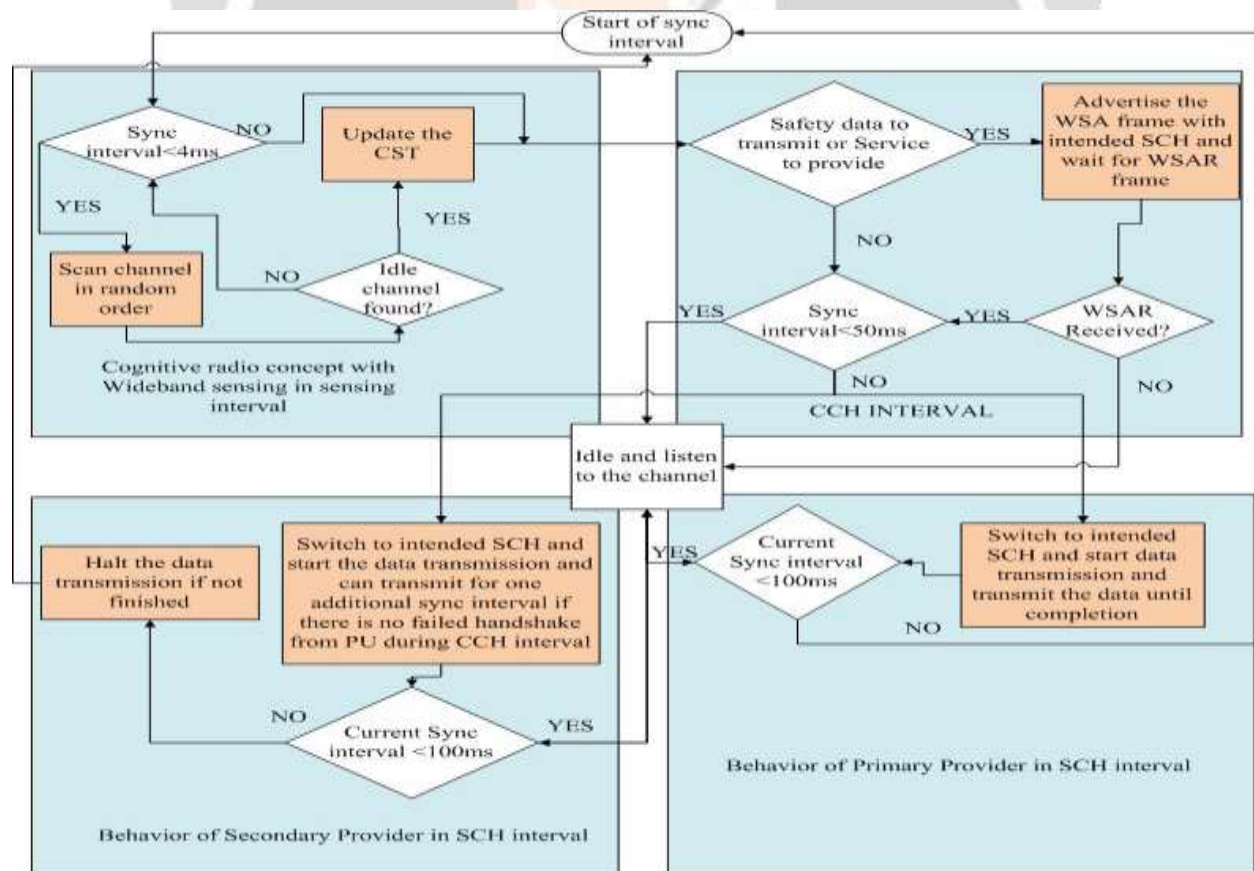 Start of sync
interval
Sync
interval<4ms
NO
Update the
CST
YES
YES
Scan channel
in random
order
NO
Idle
channel
found?
Cognitive radio concept with
Wideband sensing in sensing
interval
Safety data to
transmit or Service
to provide
YES
Advertise the
WSA frame with
intended SCH and
wait for WSAR
frame
NO
YES
Sync
interval<50ms
YES
WSAR
Received?
NO
NO
CCH INTERVAL
Idle and listen
to the channel
Halt the data
transmission if not
finished
Switch to intended SCH and
start the data transmission and
can transmit for one
additional sync interval if
there is no failed handshake
from PU during CCH interval
NO
Current Sync
interval <100ms
YES
Behavior of Secondary Provider in SCH interval
YES
Current
Sync interval
<100ms
Switch to intended
SCH and start data
transmission and
transmit the data until
completion
NO
Behavior of Primary Provider in SCH interval